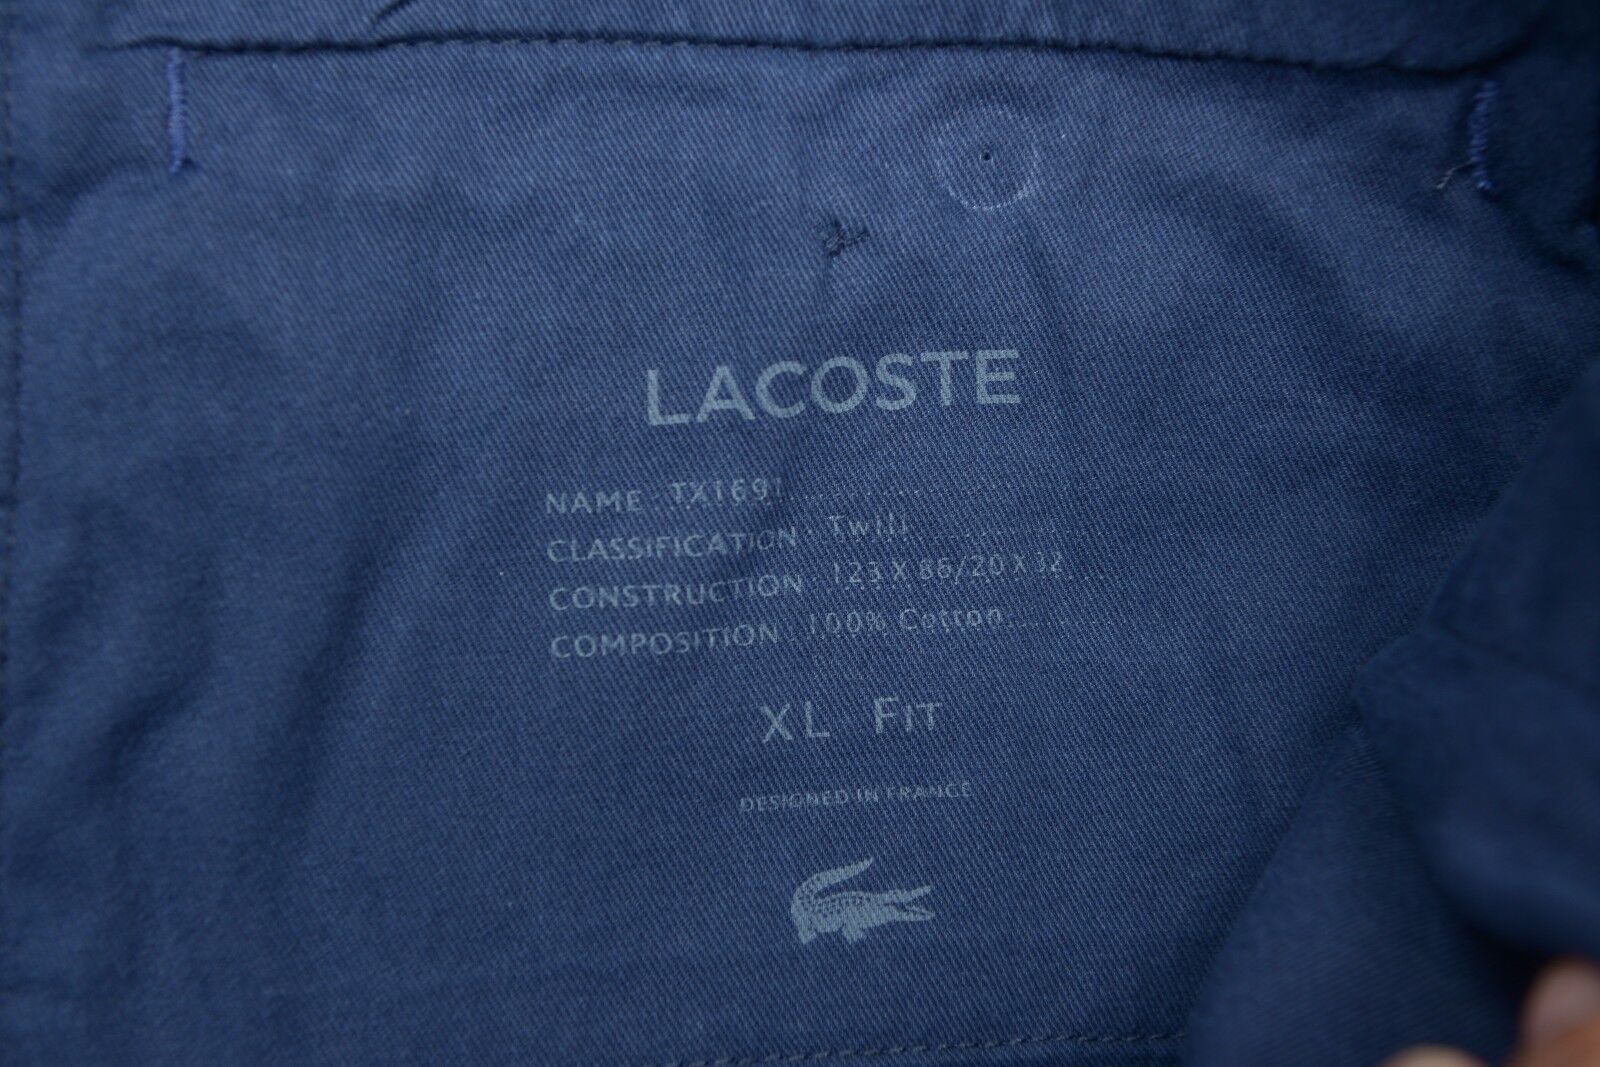 LACOSTE
NAME : TX1691
CLASSIFICATION : Twill
CONSTRUCTION : 123 X 86/20 X 32
COMPOSITION : 100% Cotton
XL FIT
DESIGNED IN FRANCE